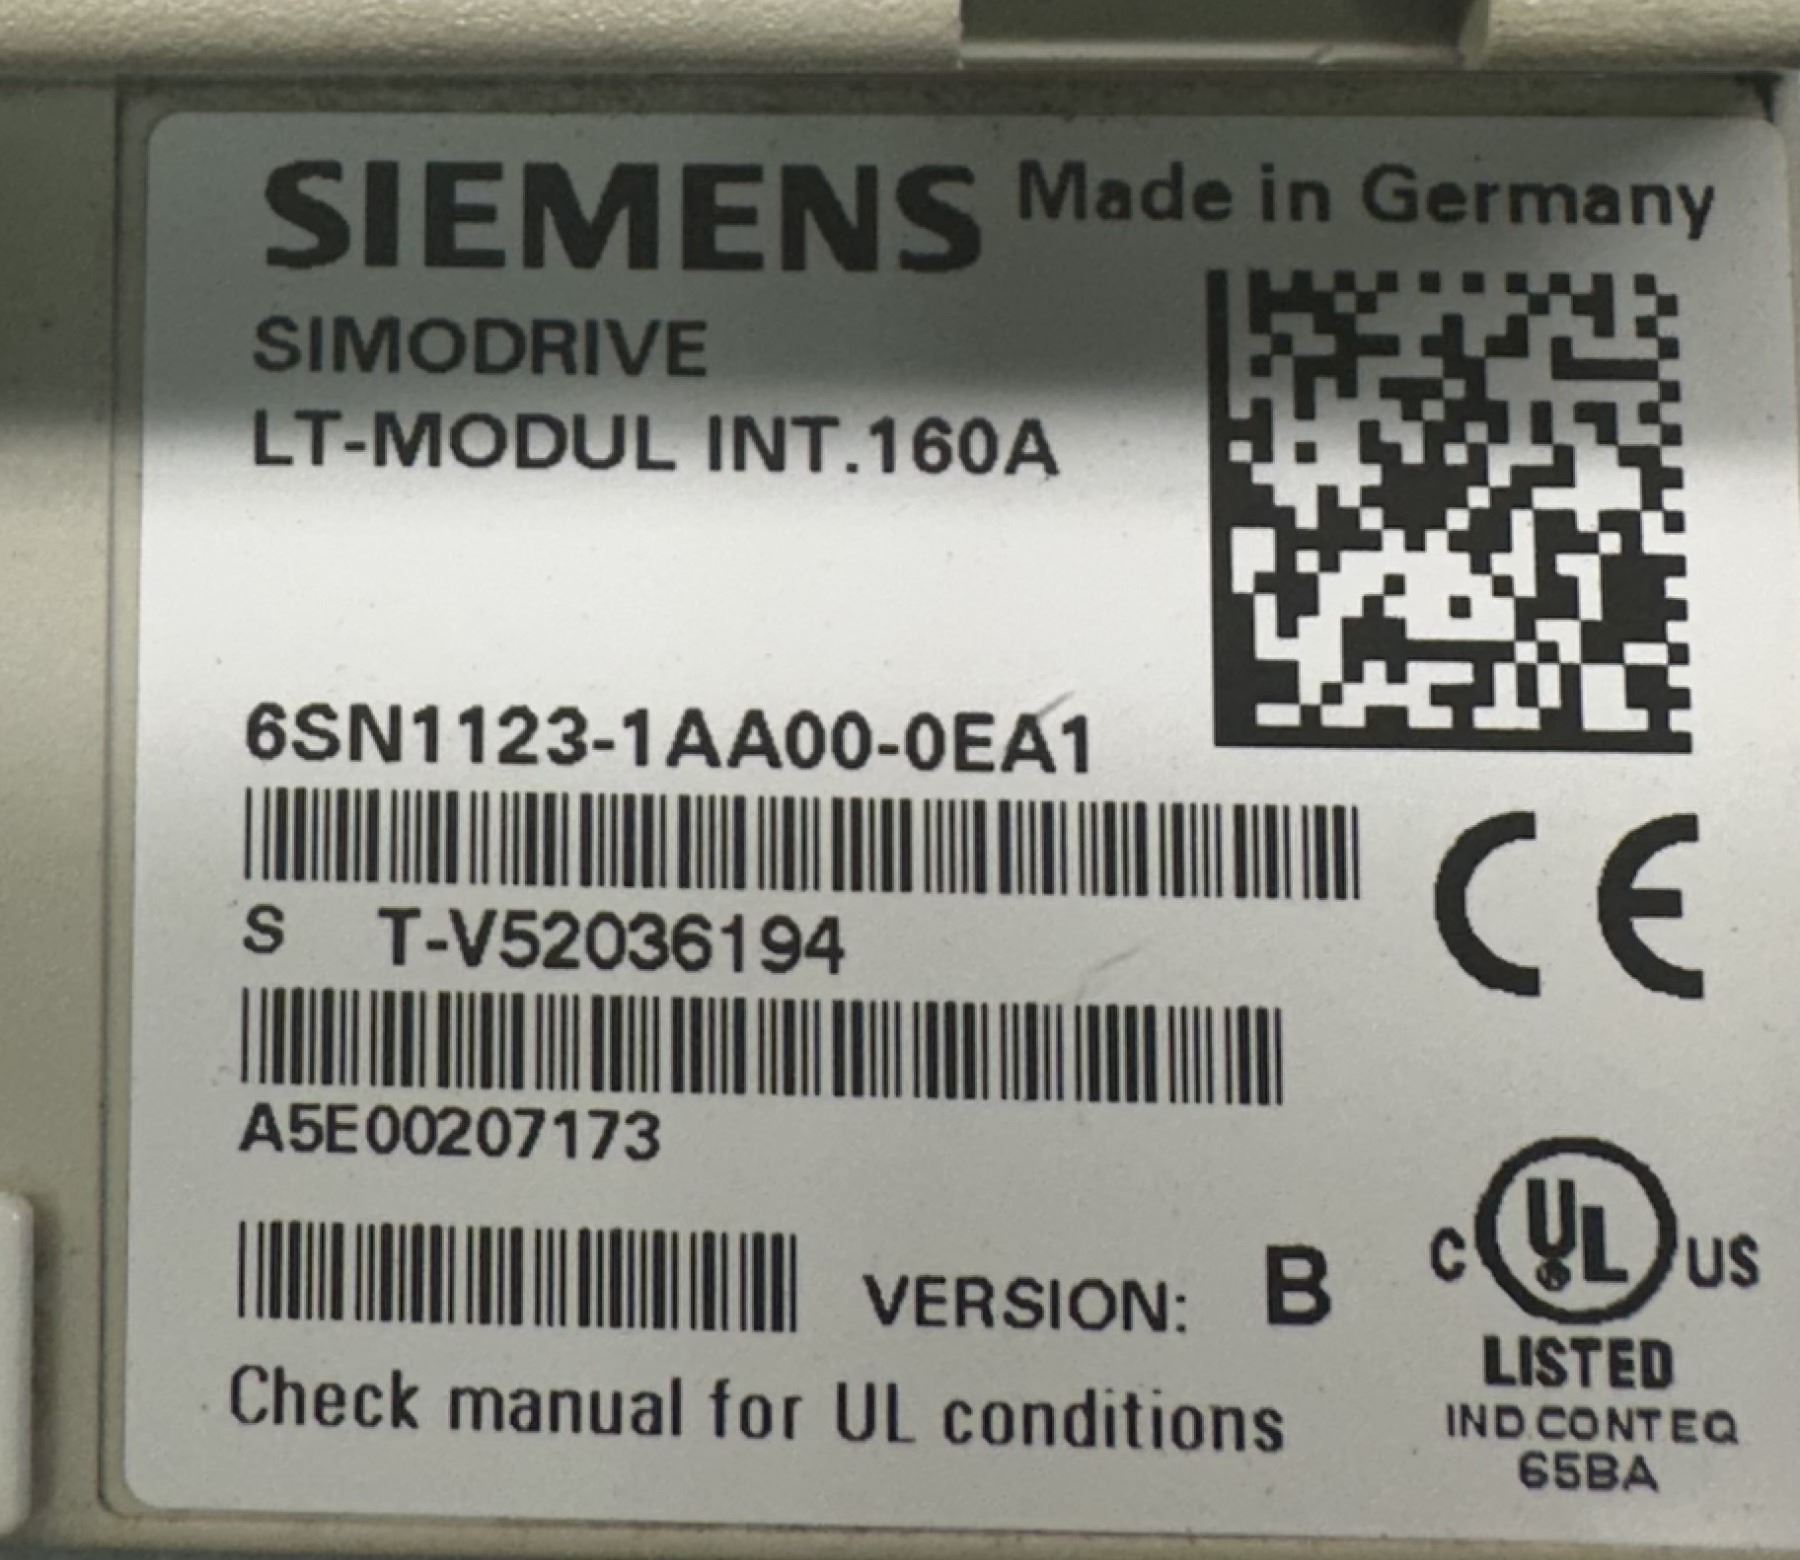 SIEMENS Made in Germany
SIMODRIVE
LT-MODUL INT.160A
6SN1123-1AA00-0EA1
S T-V52036194
A5E00207173
VERSION: B
Check manual for UL conditions
CE
C UL ® US
LISTED
IND.CONT.EQ
65BA